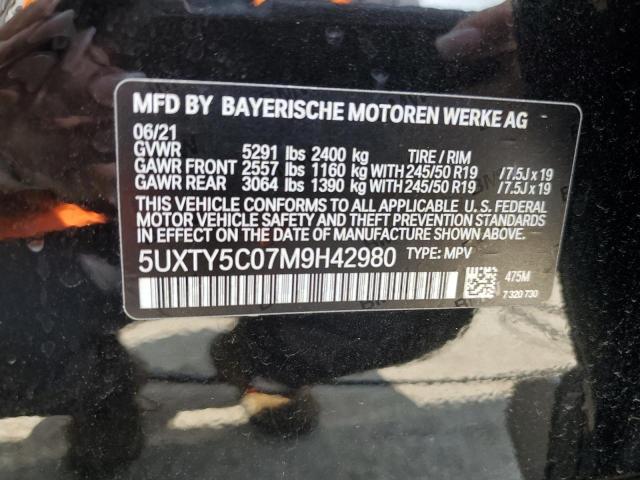 MFD BY BAYERISCHE MOTOREN WERKE AG
06/21
GVWR 5291 lbs 2400 kg TIRE / RIM
GAWR FRONT 2557 lbs 1160 kg WITH 245/50 R19 /7.5J x 19
GAWR REAR 3064 lbs 1390 kg WITH 245/50 R19 /7.5J x 19
THIS VEHICLE CONFORMS TO ALL APPLICABLE U. S. FEDERAL
MOTOR VEHICLE SAFETY AND THEFT PREVENTION STANDARDS
IN EFFECT ON THE DATE OF MANUFACTURE SHOWN ABOVE.
5UXTY5C07M9H42980 TYPE: MPV
475M
7 320 730